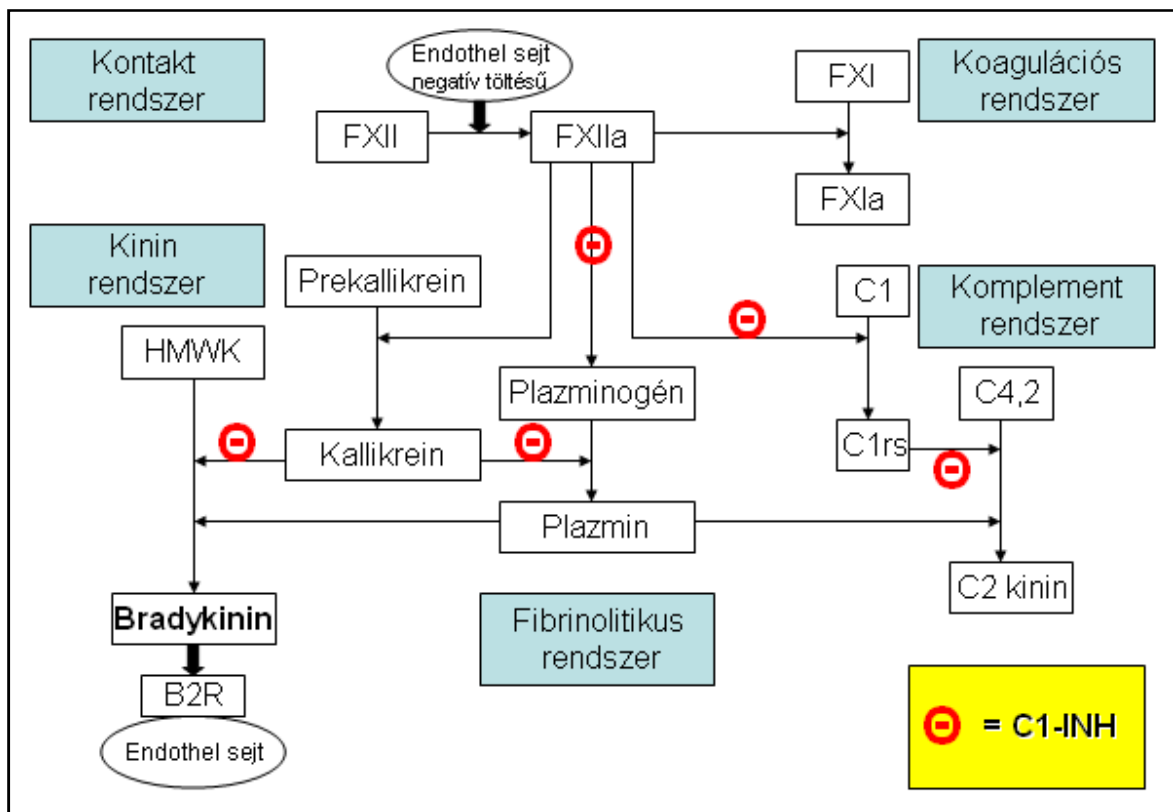 Kontakt
rendszer
Endothel sejt
negatív töltésű
FXI
Koagulációs
rendszer
FXII
FXIIa
FXIa
Kinin
rendszer
Prekallikrein
C1
Komplement
rendszer
HMWK
Plazminogén
C4,2
Kallikrein
C1rs
Plazmin
C2 kinin
Bradykinin
Fibrinolitikus
rendszer
B2R
Endothel sejt
= C1-INH